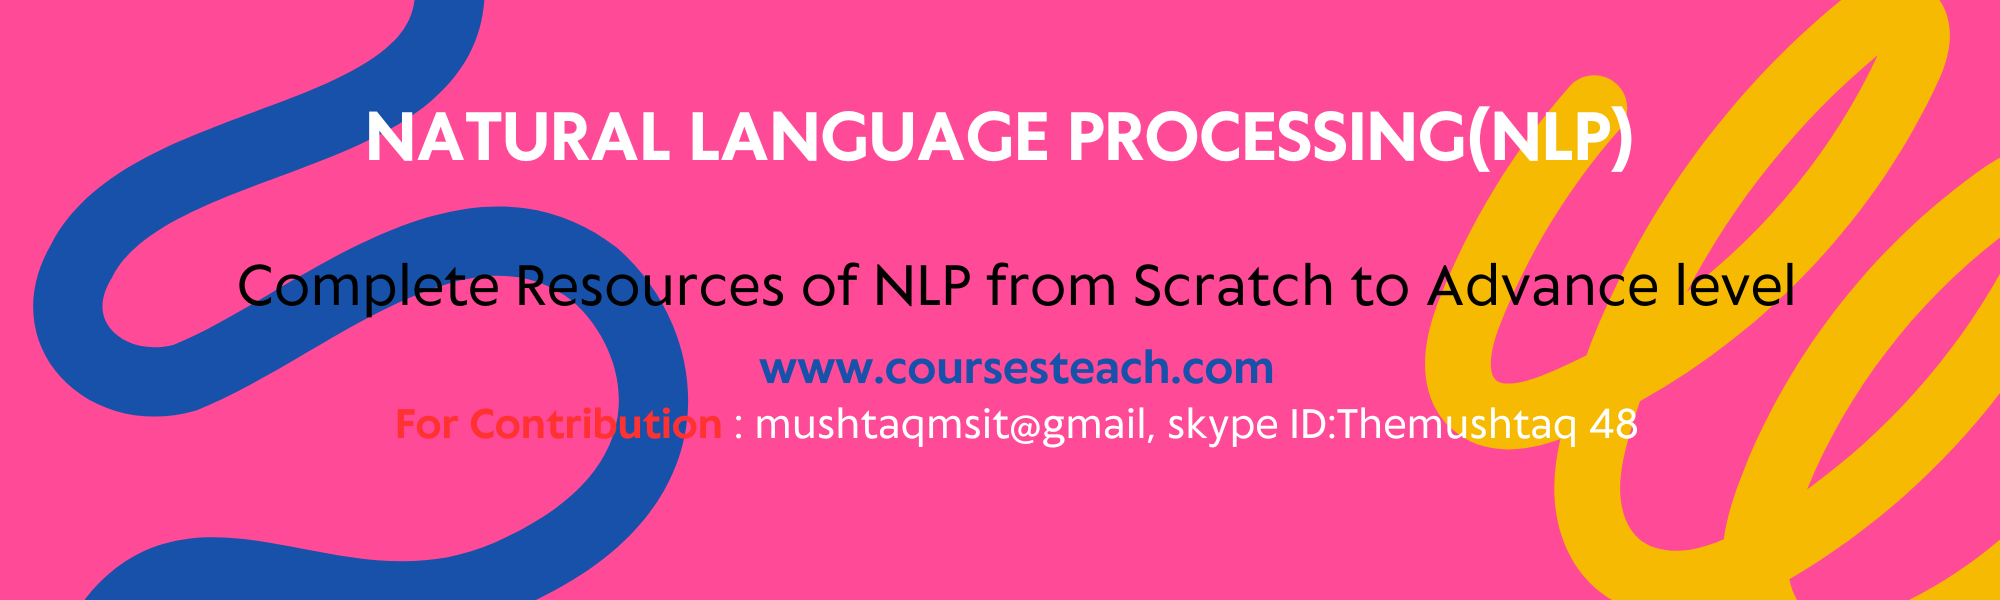 NATURAL LANGUAGE PROCESSING(NLP)
Complete Resources of NLP from Scratch to Advance level
www.coursesteach.com
For Contribution : mushtaqmsit@gmail, skype ID:Themushtaq 48